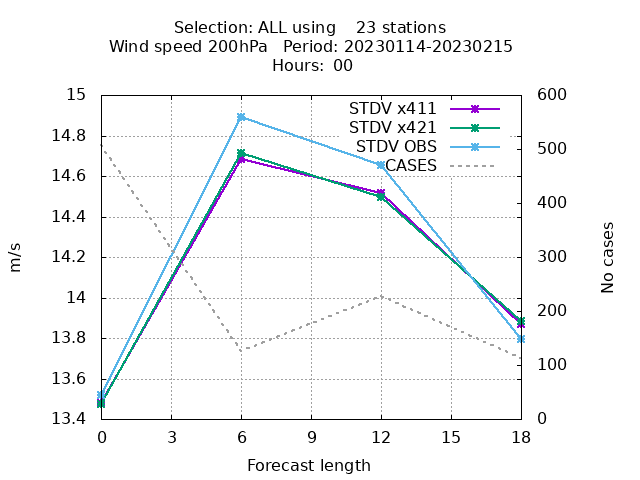 Selection: ALL using    23 stations
Wind speed 200hPa   Period: 20230114-20230215
Hours:  00
STDV x411
STDV x421
STDV OBS
CASES
15
14.8
14.6
14.4
14.2
14
13.8
13.6
13.4
m/s
600
500
400
300
200
100
0
No cases
0 3 6 9 12 15 18
Forecast length